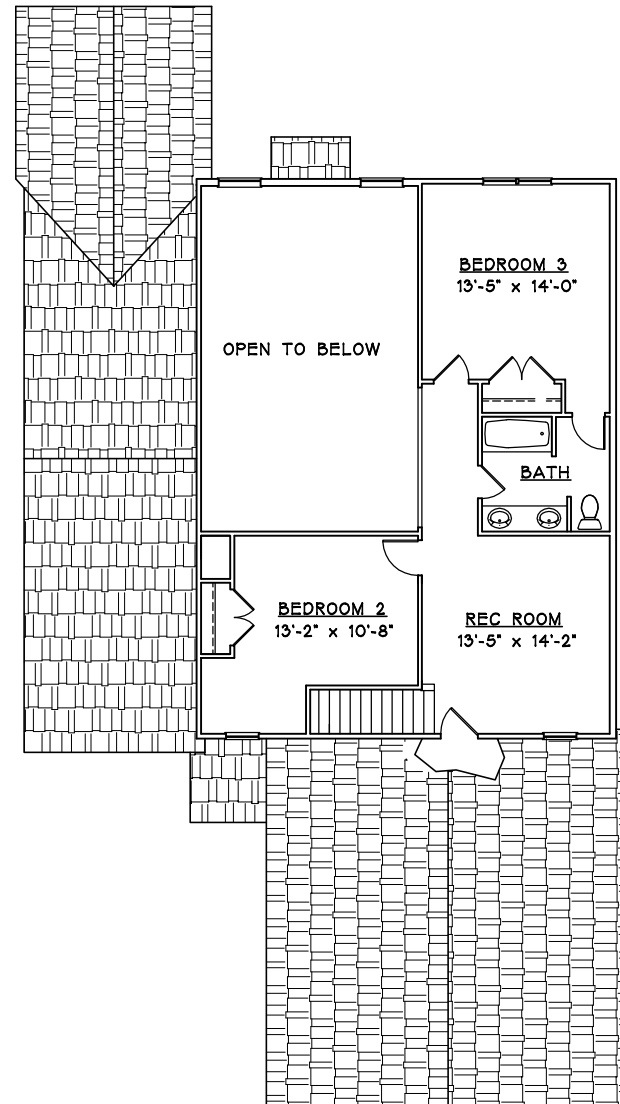 BEDROOM 3
13'-5" x 14'-0"
OPEN TO BELOW
BATH
BEDROOM 2
13'-2" x 10'-8"
REC ROOM
13'-5" x 14'-2"